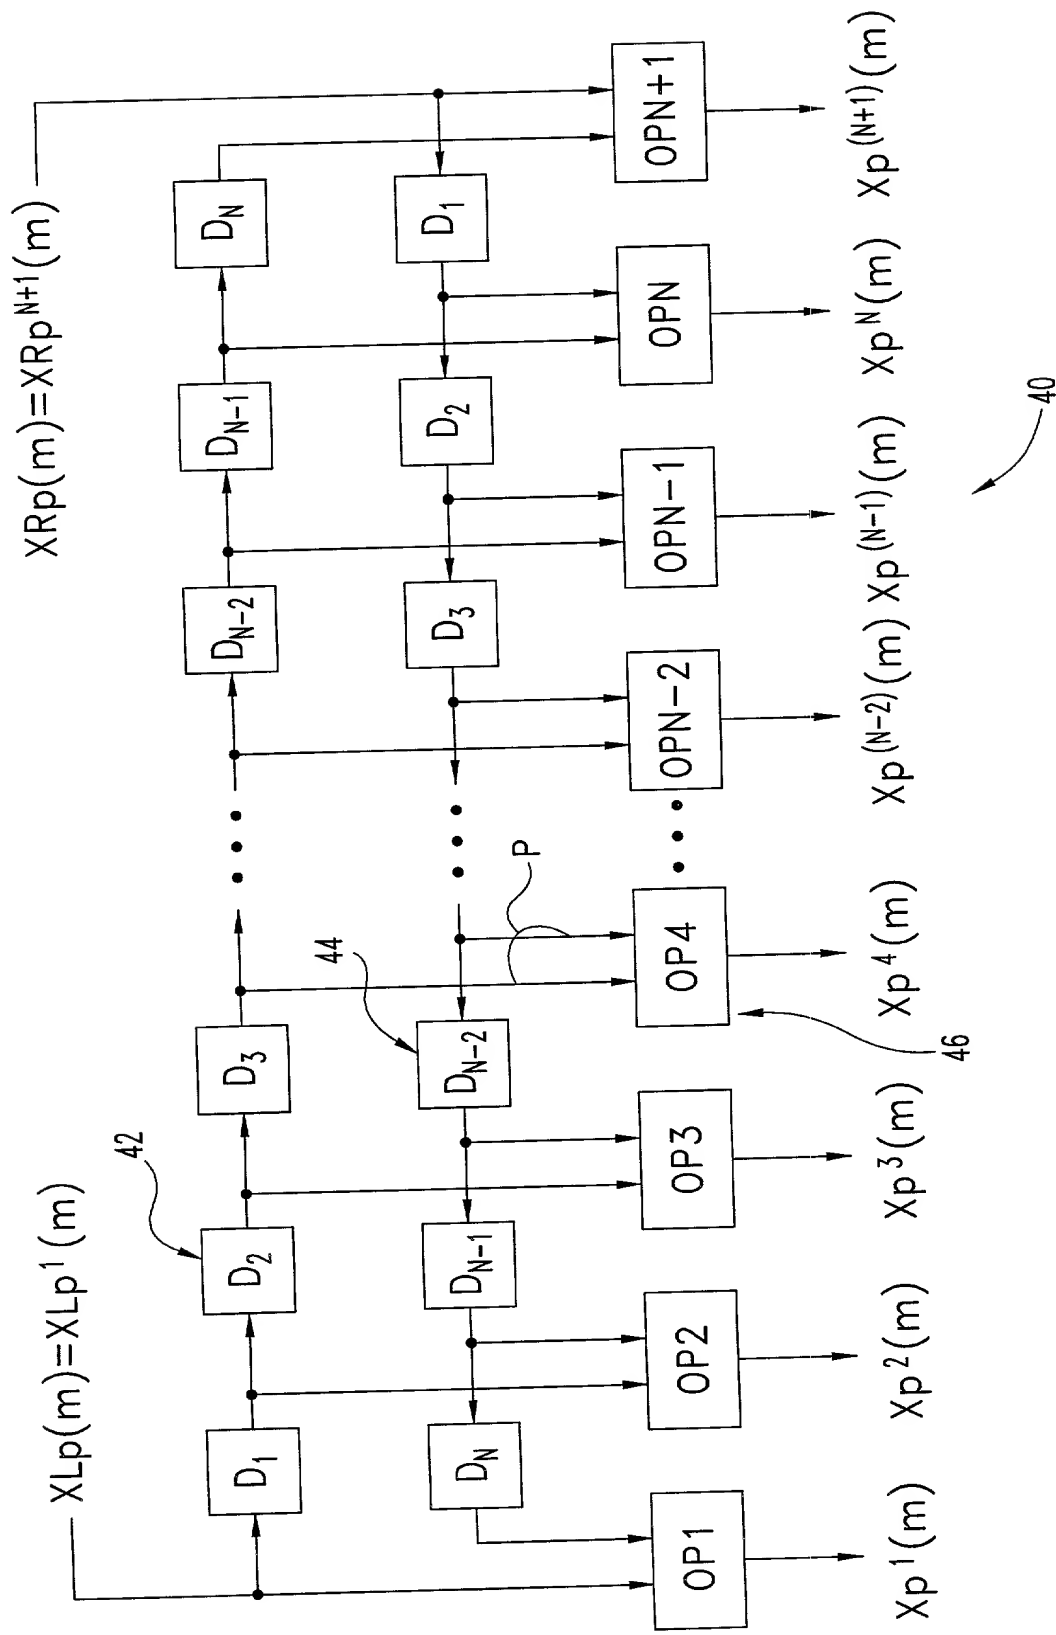 XLp(m)=XLp¹(m)
XRp(m)=XRpᴺ⁺¹(m)
42
D₁
D₂
D₃
D_N-2
D_N-1
D_N
44
D_N
D_N-1
D_N-2
D₃
D₂
D₁
P
OP1
OP2
OP3
OP4
OPN-2
OPN-1
OPN
OPN+1
46
Xp¹(m)
Xp²(m)
Xp³(m)
Xp⁴(m)
Xp⁽ᴺ⁻²⁾(m)
Xp⁽ᴺ⁻¹⁾(m)
Xpᴺ(m)
Xp⁽ᴺ⁺¹⁾(m)
40